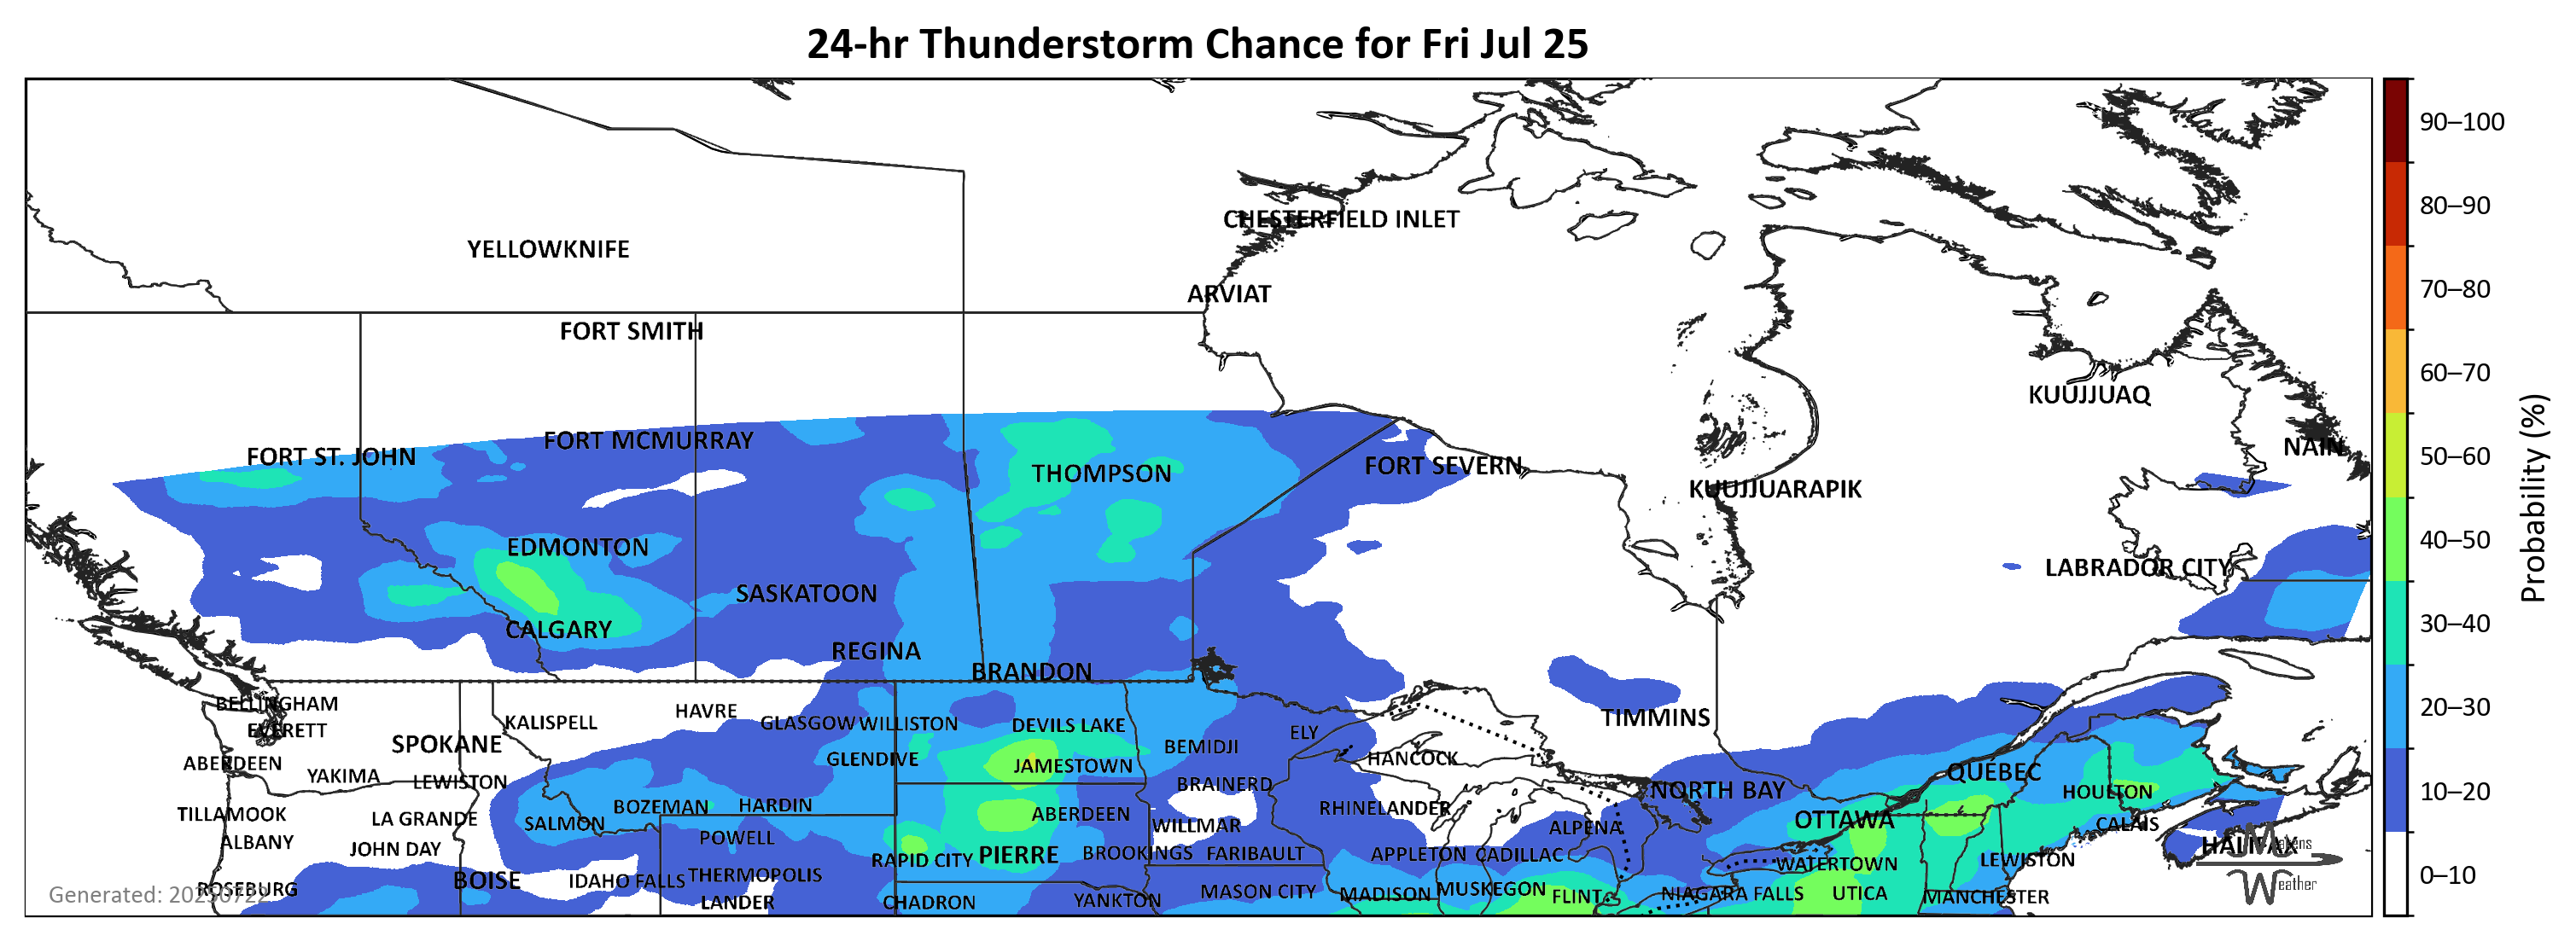 24-hr Thunderstorm Chance for Fri Jul 25
90–100
CHESTERFIELD INLET
80–90
YELLOWKNIFE
ARVIAT
70–80
FORT SMITH
60–70
KUUJJUAQ
FORT MCMURRAY
NAIN
FORT ST. JOHN
50–60
FORT SEVERN
THOMPSON
KUUJJUARAPIK
Probability (%)
EDMONTON
40–50
LABRADOR CITY
SASKATOON
CALGARY
30–40
REGINA
BRANDON
BELLINGHAM
HAVRE
20–30
KALISPELL
GLASGOW
WILLISTON
DEVILS LAKE
TIMMINS
EVERETT
ELY
SPOKANE
BEMIDJI
ABERDEEN
GLENDIVE
JAMESTOWN
HANCOCK
QUÉBEC
YAKIMA
LEWISTON
BRAINERD
NORTH BAY
HOULTON
10–20
TILLAMOOK
BOZEMAN
HARDIN
ABERDEEN
RHINELANDER
LA GRANDE
SALMON
WILLMAR
ALPENA
OTTAWA
CALAIS
ALBANY
POWELL
HALIFAX
Makens
Weather
JOHN DAY
RAPID CITY
PIERRE
BROOKINGS
FARIBAULT
APPLETON
CADILLAC
WATERTOWN
LEWISTON
BOISE
IDAHO FALLS
THERMOPOLIS
0–10
ROSEBURG
Generated: 20250722
LANDER
CHADRON
YANKTON
MASON CITY
MADISON
MUSKEGON
FLINT
NIAGARA FALLS
UTICA
MANCHESTER